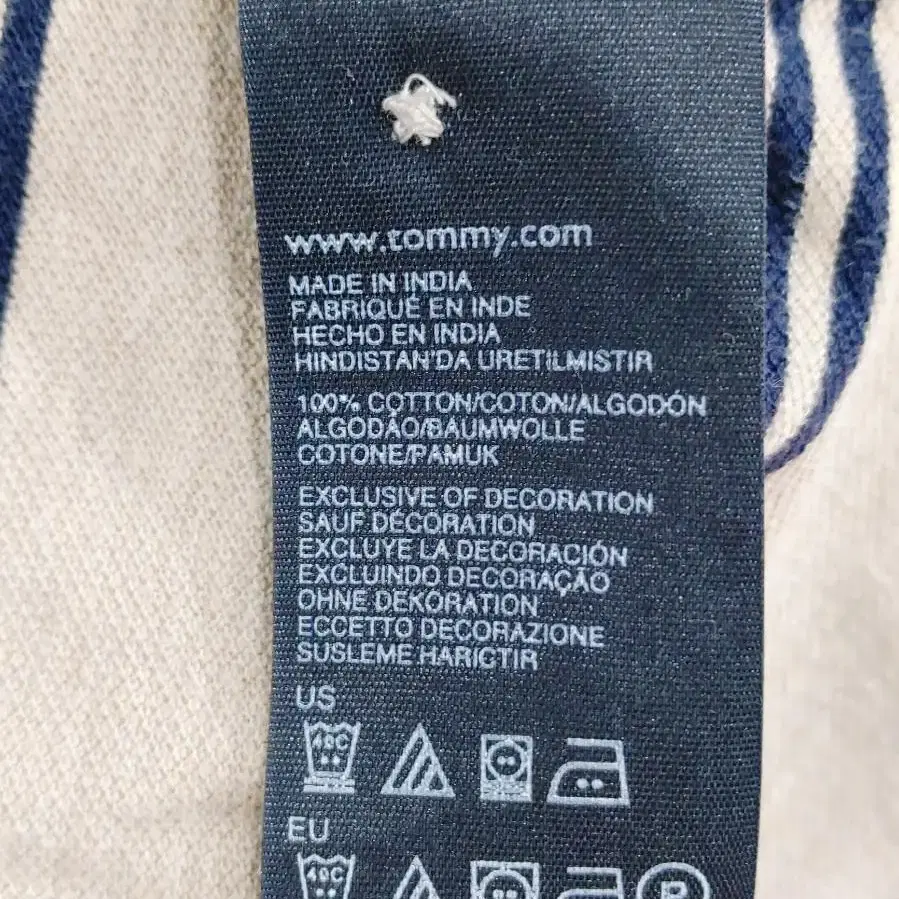 www.tommy.com
MADE IN INDIA
FABRIQUÉ EN INDE
HECHO EN INDIA
HINDISTAN'DA URETILMISTIR
100% COTTON/COTON/ALGODÓN
ALGODÃO/BAUMWOLLE
COTONE/PAMUK
EXCLUSIVE OF DECORATION
SAUF DÉCORATION
EXCLUYE LA DECORACIÓN
EXCLUINDO DECORAÇÃO
OHNE DEKORATION
ECCETTO DECORAZIONE
SUSLEME HARICTIR
US
40C
EU
40C
P